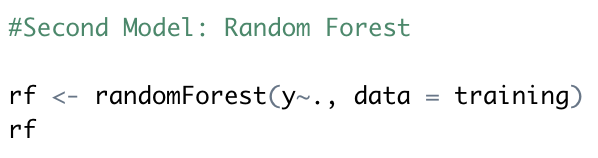 #Second Model: Random Forest
rf <- randomForest(y~., data = training)
rf